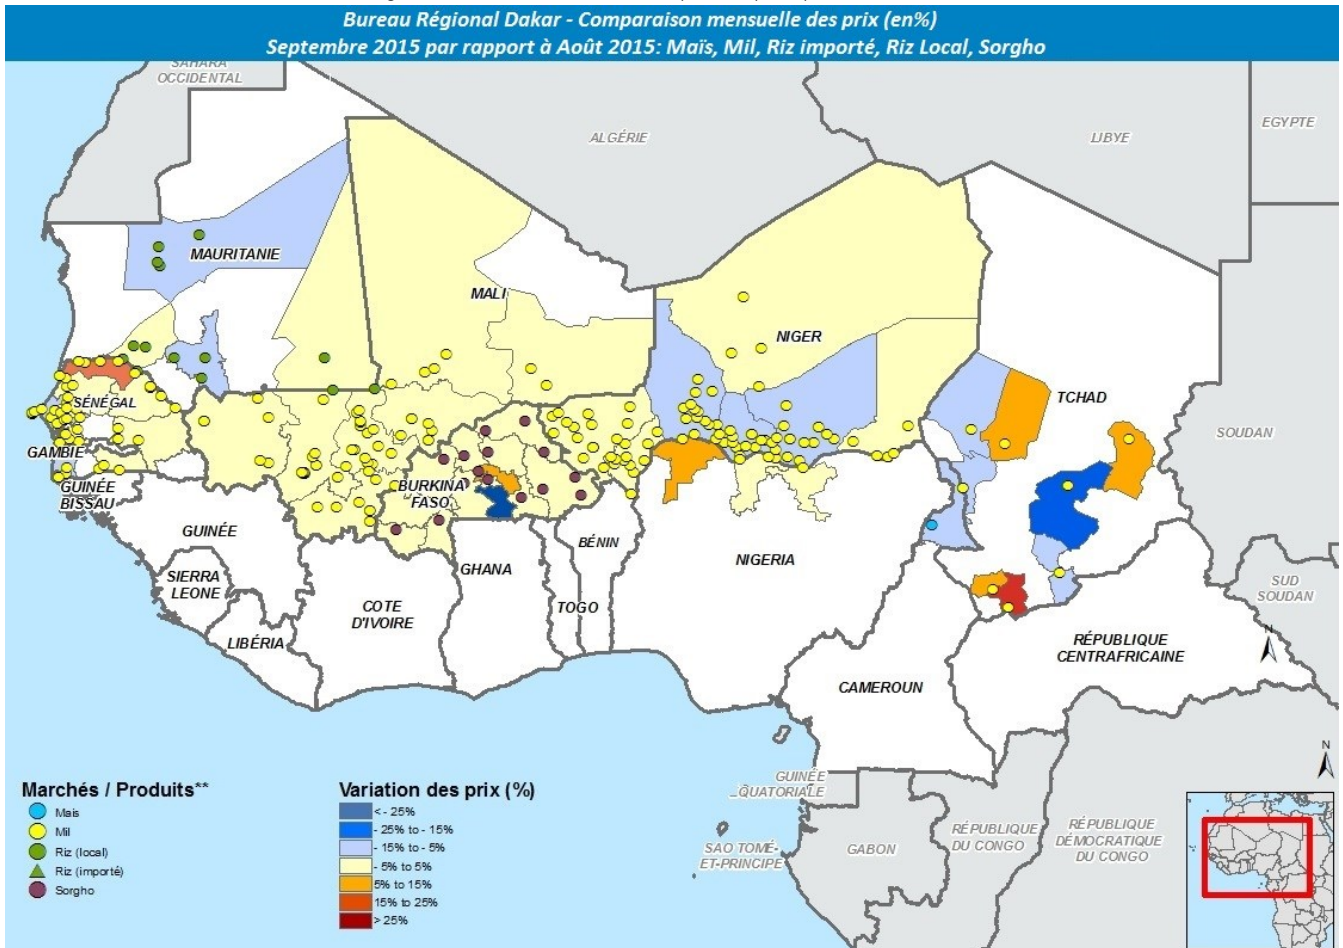 Bureau Régional Dakar - Comparaison mensuelle des prix (en%)
Septembre 2015 par rapport à Août 2015: Maïs, Mil, Riz importé, Riz Local, Sorgho
SAHARA
OCCIDENTAL
ALGÉRIE
LIBYE
EGYPTE
MAURITANIE
MALI
NIGER
TCHAD
SOUDAN
SÉNÉGAL
GAMBIE
GUINÉE
BISSAU
BURKINA
FASO
GUINÉE
BÉNIN
NIGERIA
GHANA
SIERRA
LEONE
COTE
D'IVOIRE
TOGO
LIBÉRIA
SUD
SOUDAN
RÉPUBLIQUE
CENTRAFRICAINE
N
CAMEROUN
N
GUINÉE
QUATORIALE
SAO TOMÉ-
ET-PRINCIPE
GABON
RÉPUBLIQUE
DU CONGO
RÉPUBLIQUE
DÉMOCRATIQUE
DU CONGO
Marchés / Produits**
Mais
Mil
Riz (local)
Riz (importé)
Sorgho
Variation des prix (%)
< - 25%
- 25% to - 15%
- 15% to - 5%
- 5% to 5%
5% to 15%
15% to 25%
> 25%